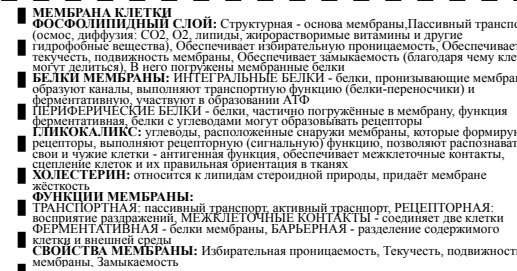 МЕМБРАНА КЛЕТКИ
ФОСФОЛИПИДНЫЙ СЛОЙ: Структурная - основа мембраны,Пассивный трансп
(осмос, диффузия: СО2, О2, липиды, жирорастворимые витамины и другие
гидрофобные вещества), Обеспечивает избирательную проницаемость, Обеспечивает
текучесть, подвижность мембраны, Обеспечивает замыкаемость (благодаря чему кле
могут делиться), В него погружены мембранные белки
БЕЛКИ МЕМБРАНЫ: ИНТЕГРАЛЬНЫЕ БЕЛКИ - белки, пронизывающие мембра
образуют каналы, выполняют транспортную функцию (белки-переносчики) и
ферментативную, участвуют в образовании АТФ
ПЕРИФЕРИЧЕСКИЕ БЕЛКИ - белки, частично погружённые в мембрану, функция
ферментативная, белки с углеводами могут образовывать рецепторы
ГЛИКОКАЛИКС: углеводы, расположенные снаружи мембраны, которые формирую
рецепторы, выполняют рецепторную (сигнальную) функцию, позволяют распознават
свои и чужие клетки - антигенная функция, обеспечивает межклеточные контакты,
сцепление клеток и их правильная ориентация в тканях
ХОЛЕСТЕРИН: относится к липидам стероидной природы, придаёт мембране
жёсткость
ФУНКЦИИ МЕМБРАНЫ:
ТРАНСПОРТНАЯ: пассивный транспорт, активный траснпорт, РЕЦЕПТОРНАЯ:
восприятие раздражений, МЕЖКЛЕТОЧНЫЕ КОНТАКТЫ - соединяет две клетки
ФЕРМЕНТАТИВНАЯ - белки мембраны, БАРЬЕРНАЯ - разделение содержимого
клетки и внешней среды
СВОЙСТВА МЕМБРАНЫ: Избирательная проницаемость, Текучесть, подвижност
мембраны, Замыкаемость